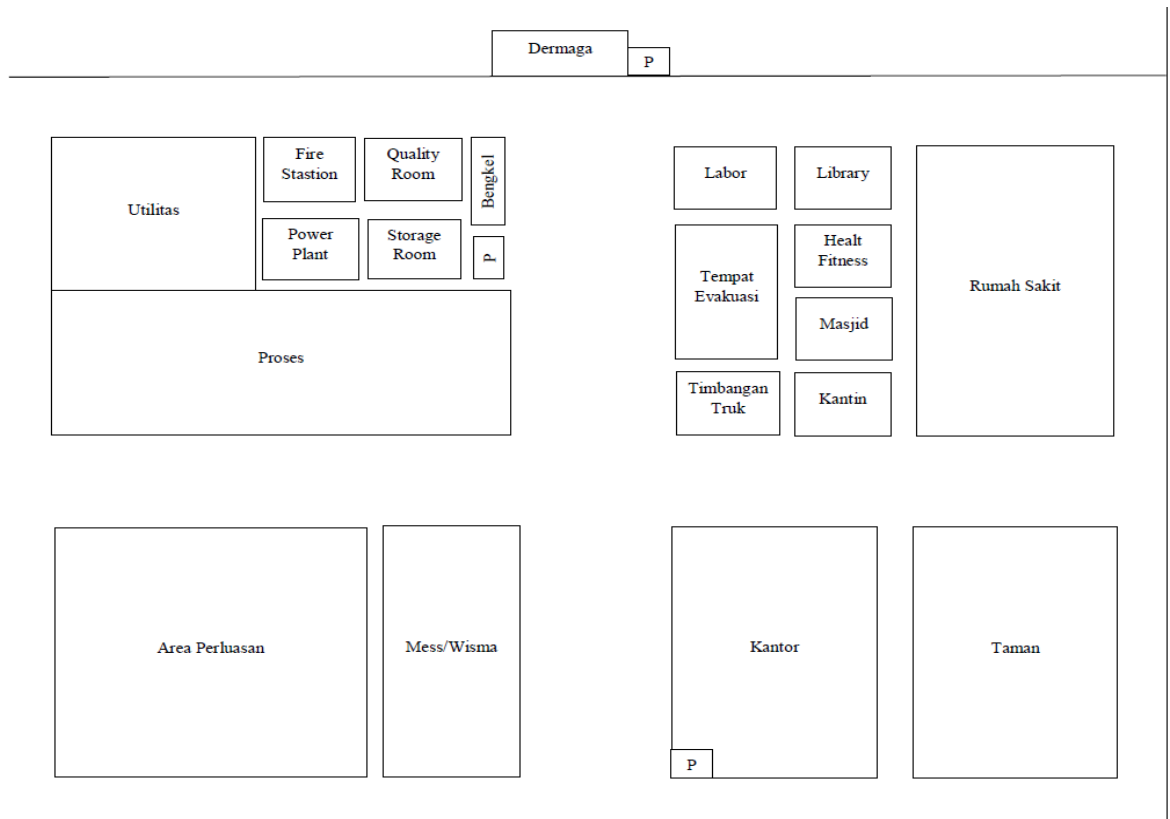 Dermaga
P
Utilitas
Fire
Stastion
Quality
Room
Bengkel
Power
Plant
Storage
Room
P
Proses
Labor
Library
Tempat
Evakuasi
Healt
Fitness
Masjid
Timbangan
Truk
Kantin
Rumah Sakit
Area Perluasan
Mess/Wisma
Kantor
P
Taman